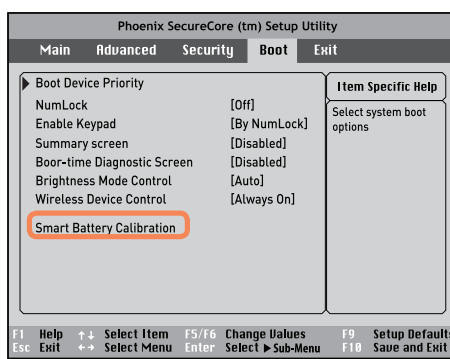 Phoenix SecureCore (tm) Setup Utility
Main Advanced Security Boot Exit
Boot Device Priority
NumLock [Off]
Enable Keypad [By NumLock]
Summary screen [Disabled]
Boor-time Diagnostic Screen [Disabled]
Brightness Mode Control [Auto]
Wireless Device Control [Always On]
Smart Battery Calibration
Item Specific Help
Select system boot
options
F1 Help ↑↓ Select Item F5/F6 Change Values F9 Setup Defaults
Esc Exit ←→ Select Menu Enter Select ▶ Sub-Menu F10 Save and Exit